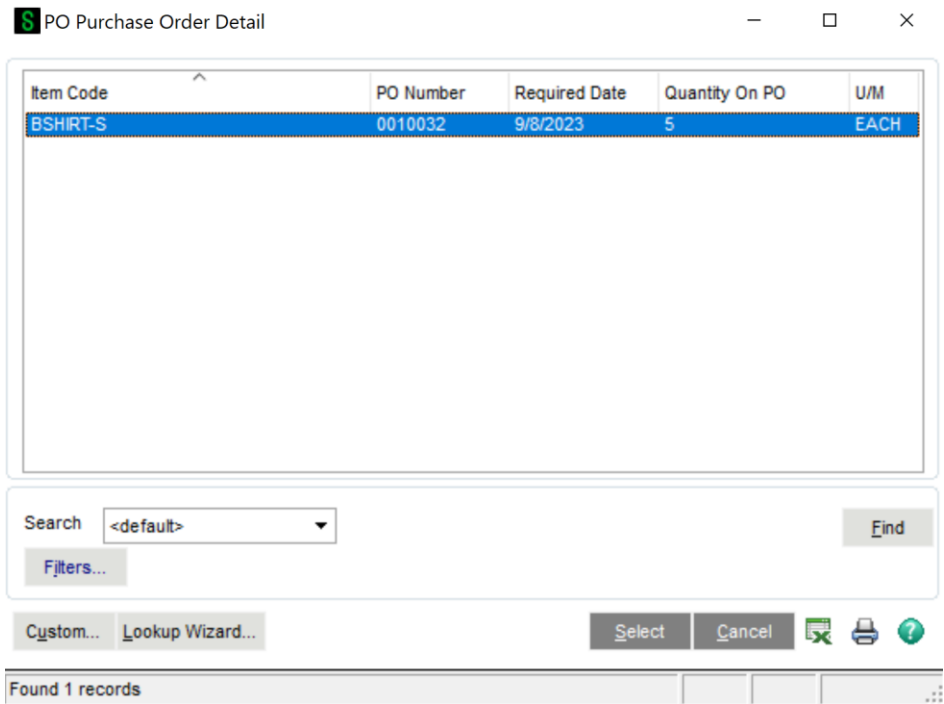 S PO Purchase Order Detail
Item Code PO Number Required Date Quantity On PO U/M
BSHIRT-S 0010032 9/8/2023 5 EACH
Search <default> Find
Filters...
Custom... Lookup Wizard... Select Cancel ?
Found 1 records